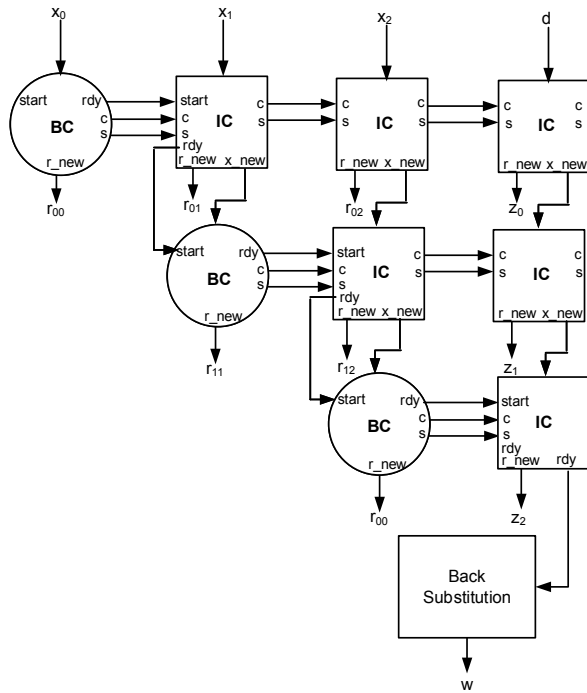 x0
x1
x2
d
start
rdy
c
s
BC
r_new
r00
start
c
s
rdy
IC
c
s
r_new
x_new
r01
IC
c
s
r_new
x_new
r02
c
s
IC
c
s
r_new
x_new
z0
start
rdy
c
s
BC
r_new
r11
start
c
s
rdy
IC
c
s
r_new
x_new
r12
IC
c
s
r_new
x_new
z1
start
rdy
c
s
BC
r_new
r00
start
c
s
rdy
IC
r_new
rdy
z2
Back
Substitution
w